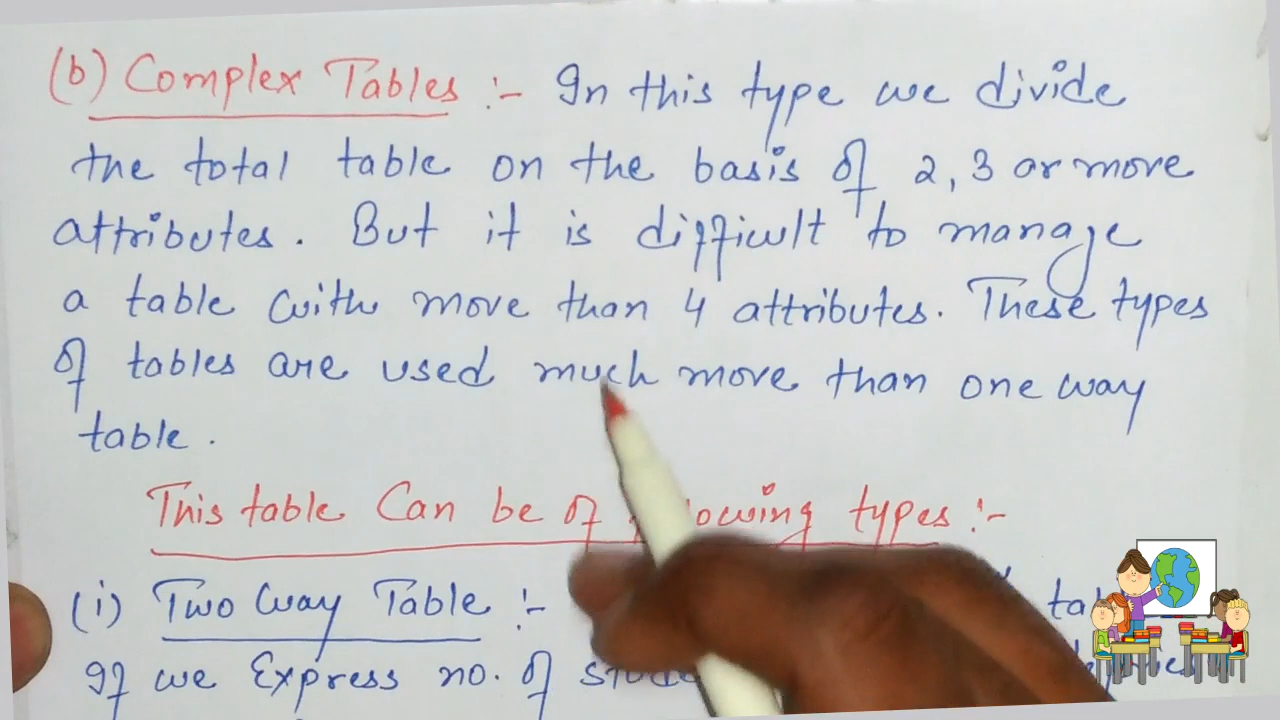 (b) Complex Tables :- In this type we divide
the total table on the basis of 2, 3 or more
attributes. But it is difficult to manage
a table with more than 4 attributes. These types
of tables are used much more than one way
table.
This table Can be of types :-
(i) Two Way Table :-
If we Express no. of